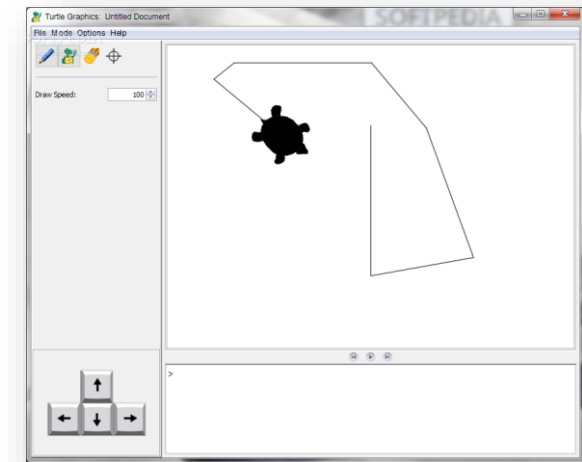 Turtle Graphics: Untitled Document
SOFTPEDIA
File Mode Options Help
Draw Speed: 100
>